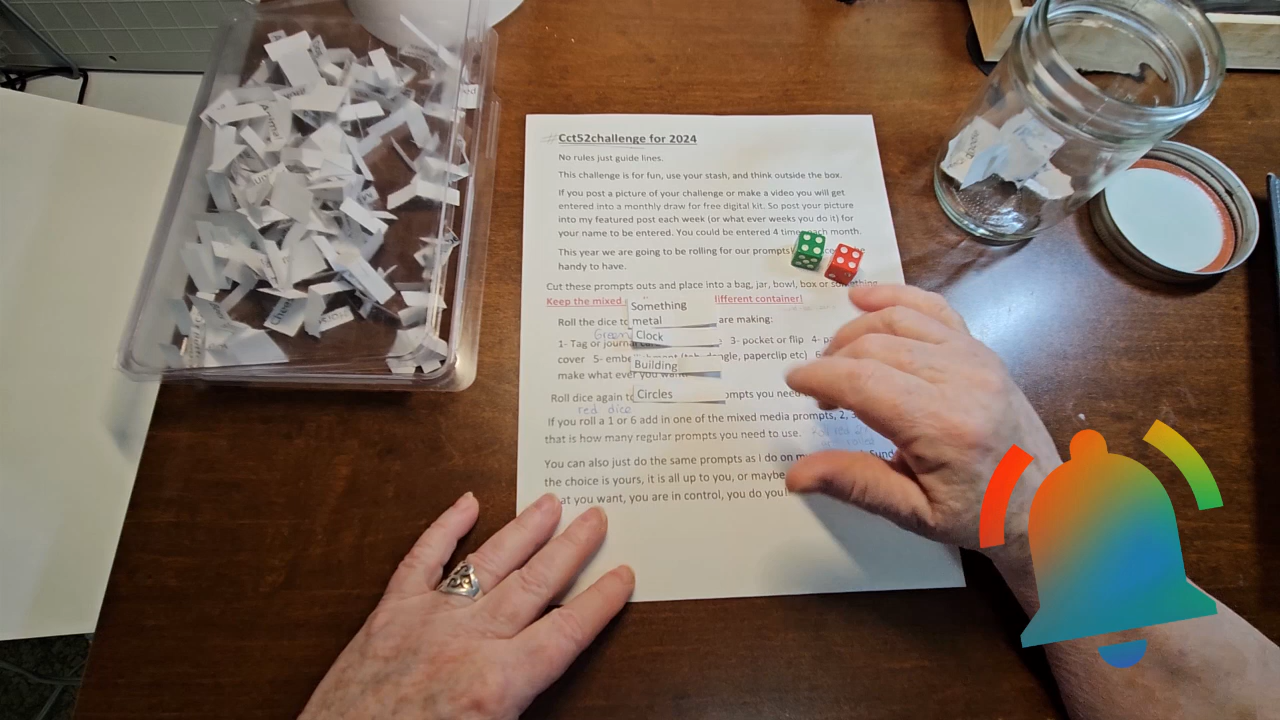 #Cct52challenge for 2024
No rules just guide lines.
This challenge is for fun, use your stash, and think outside the box.
If you post a picture of your challenge or make a video you will get
entered into a monthly draw for free digital kit. So post your picture
into my featured post each week (or what ever weeks you do it) for
your name to be entered. You could be entered 4 times each month.
This year we are going to be rolling for our prompts
handy to have.
Cut these prompts outs and place into a bag, jar, bowl, box or something
Keep the mixed different container!
Something
metal
Roll the dice to are making:
Green
Clock
1- Tag or journal 3- pocket or flip 4-
cover 5- dangle, paperclip etc)
Building
make what ever you want
Circles
Roll dice again to prompts you need
red dice
If you roll a 1 or 6 add in one of the mixed media prompts, 2,
that is how many regular prompts you need to use.
You can also just do the same prompts as I do on
the choice is yours, it is all up to you, or maybe
at you want, you are in control, you do you!